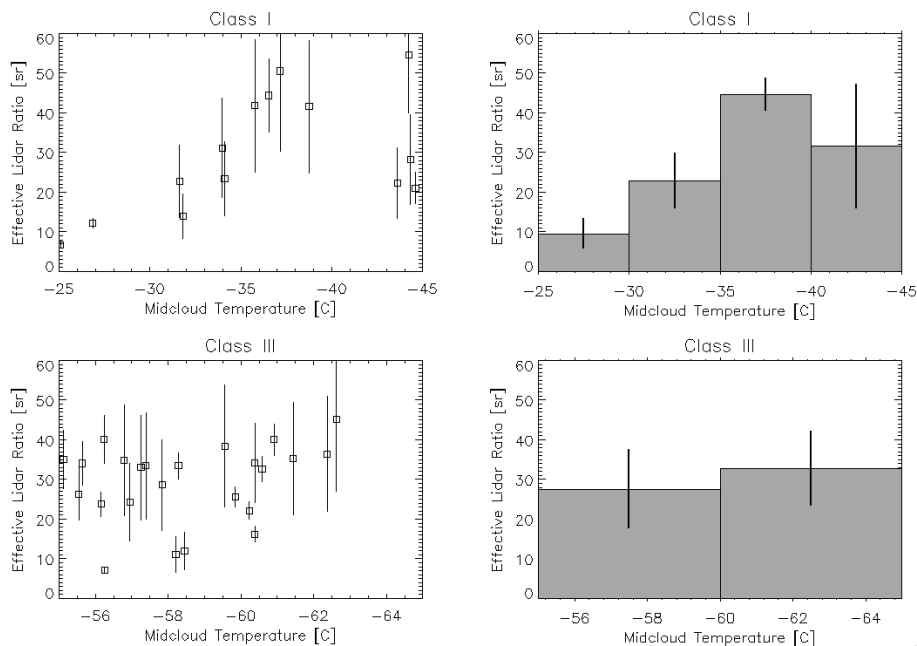 Class I
60
50
40
30
20
10
0
Effective Lidar Ratio [sr]
−25 −30 −35 −40 −45
Midcloud Temperature [C]
Class I
60
50
40
30
20
10
0
Effective Lidar Ratio [sr]
−25 −30 −35 −40 −45
Midcloud Temperature [C]
Class III
60
50
40
30
20
10
0
Effective Lidar Ratio [sr]
−56 −58 −60 −62 −64
Midcloud Temperature [C]
Class III
60
50
40
30
20
10
0
Effective Lidar Ratio [sr]
−56 −58 −60 −62 −64
Midcloud Temperature [C]